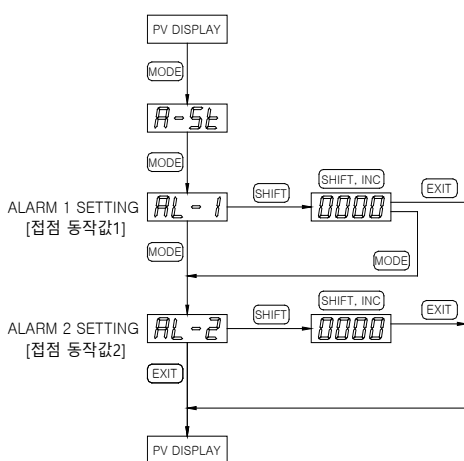 PV DISPLAY
MODE
A-St
MODE
ALARM 1 SETTING
[접점 동작값1]
AL-1
SHIFT
SHIFT, INC
0000
EXIT
MODE
MODE
ALARM 2 SETTING
[접점 동작값2]
AL-2
SHIFT
SHIFT, INC
0000
EXIT
EXIT
PV DISPLAY